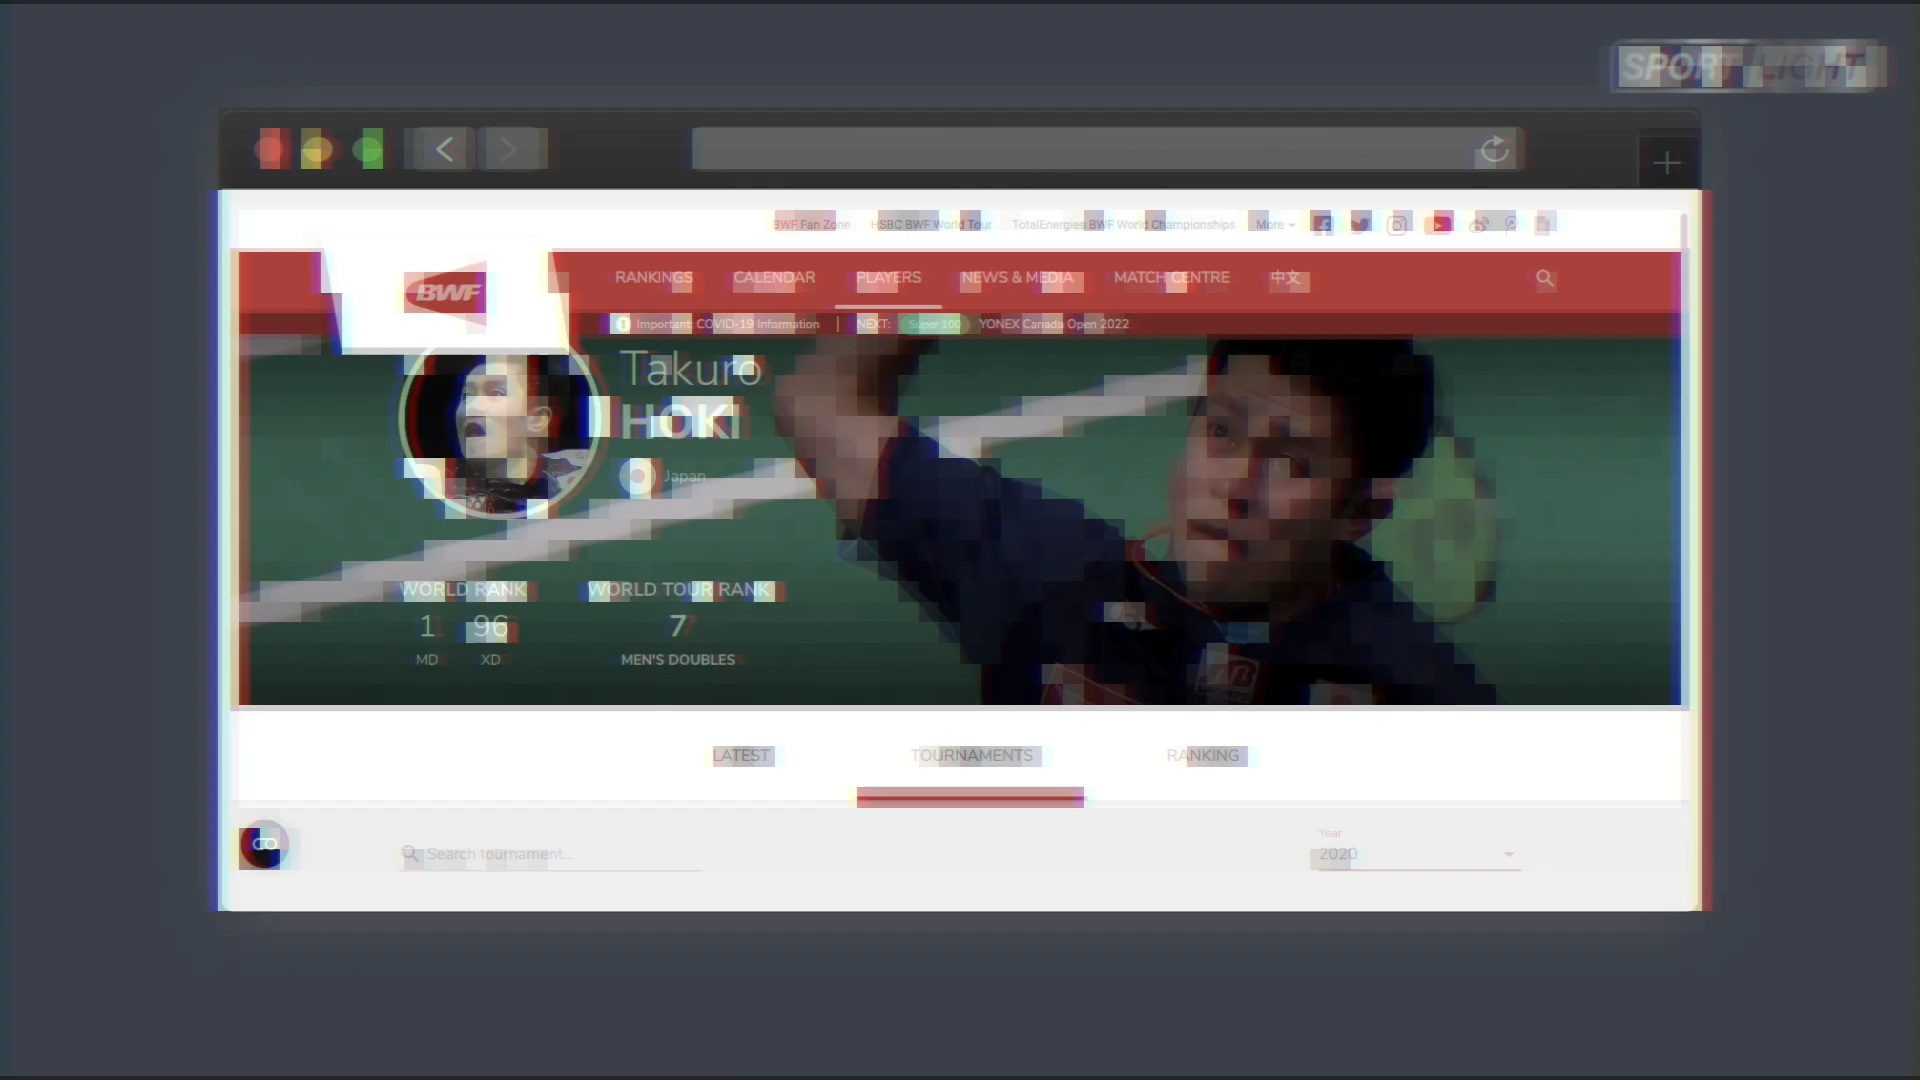 SPORT LIGHT
BWF Fan Zone HSBC BWF World Tour TotalEnergies BWF World Championships More
BWF RANKINGS CALENDAR PLAYERS NEWS & MEDIA MATCH CENTRE 中文
Important: COVID-19 Information | NEXT: Super 100 YONEX Canada Open 2022
Takuro
HOKI
Japan
WORLD RANK WORLD TOUR RANK
1 96 7
MD XD MEN'S DOUBLES
LATEST TOURNAMENTS RANKING
Year
Search tournament... 2020